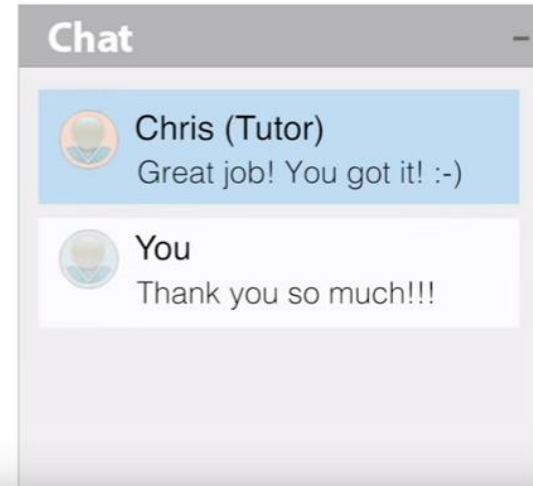 Chat
Chris (Tutor)
Great job! You got it! :-)
You
Thank you so much!!!